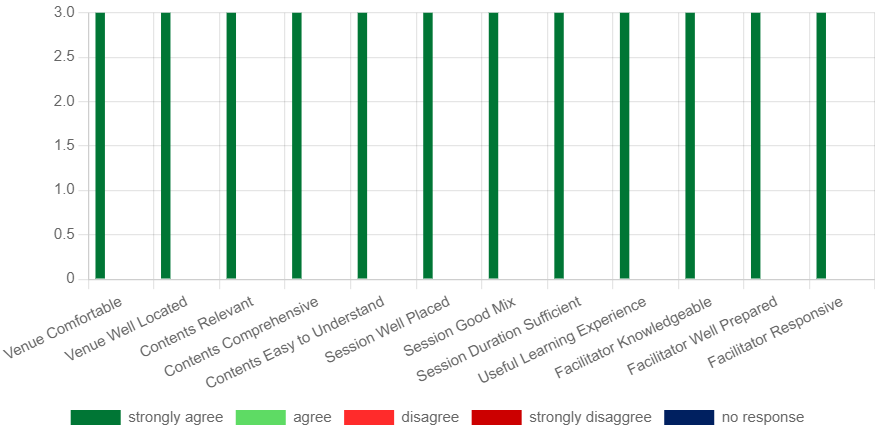 3.0
2.5
2.0
1.5
1.0
0.5
0
Venue Comfortable
Venue Well Located
Contents Relevant
Contents Comprehensive
Contents Easy to Understand
Session Well Placed
Session Good Mix
Session Duration Sufficient
Useful Learning Experience
Facilitator Knowledgeable
Facilitator Well Prepared
Facilitator Responsive
strongly agree agree disagree strongly disaggree no response